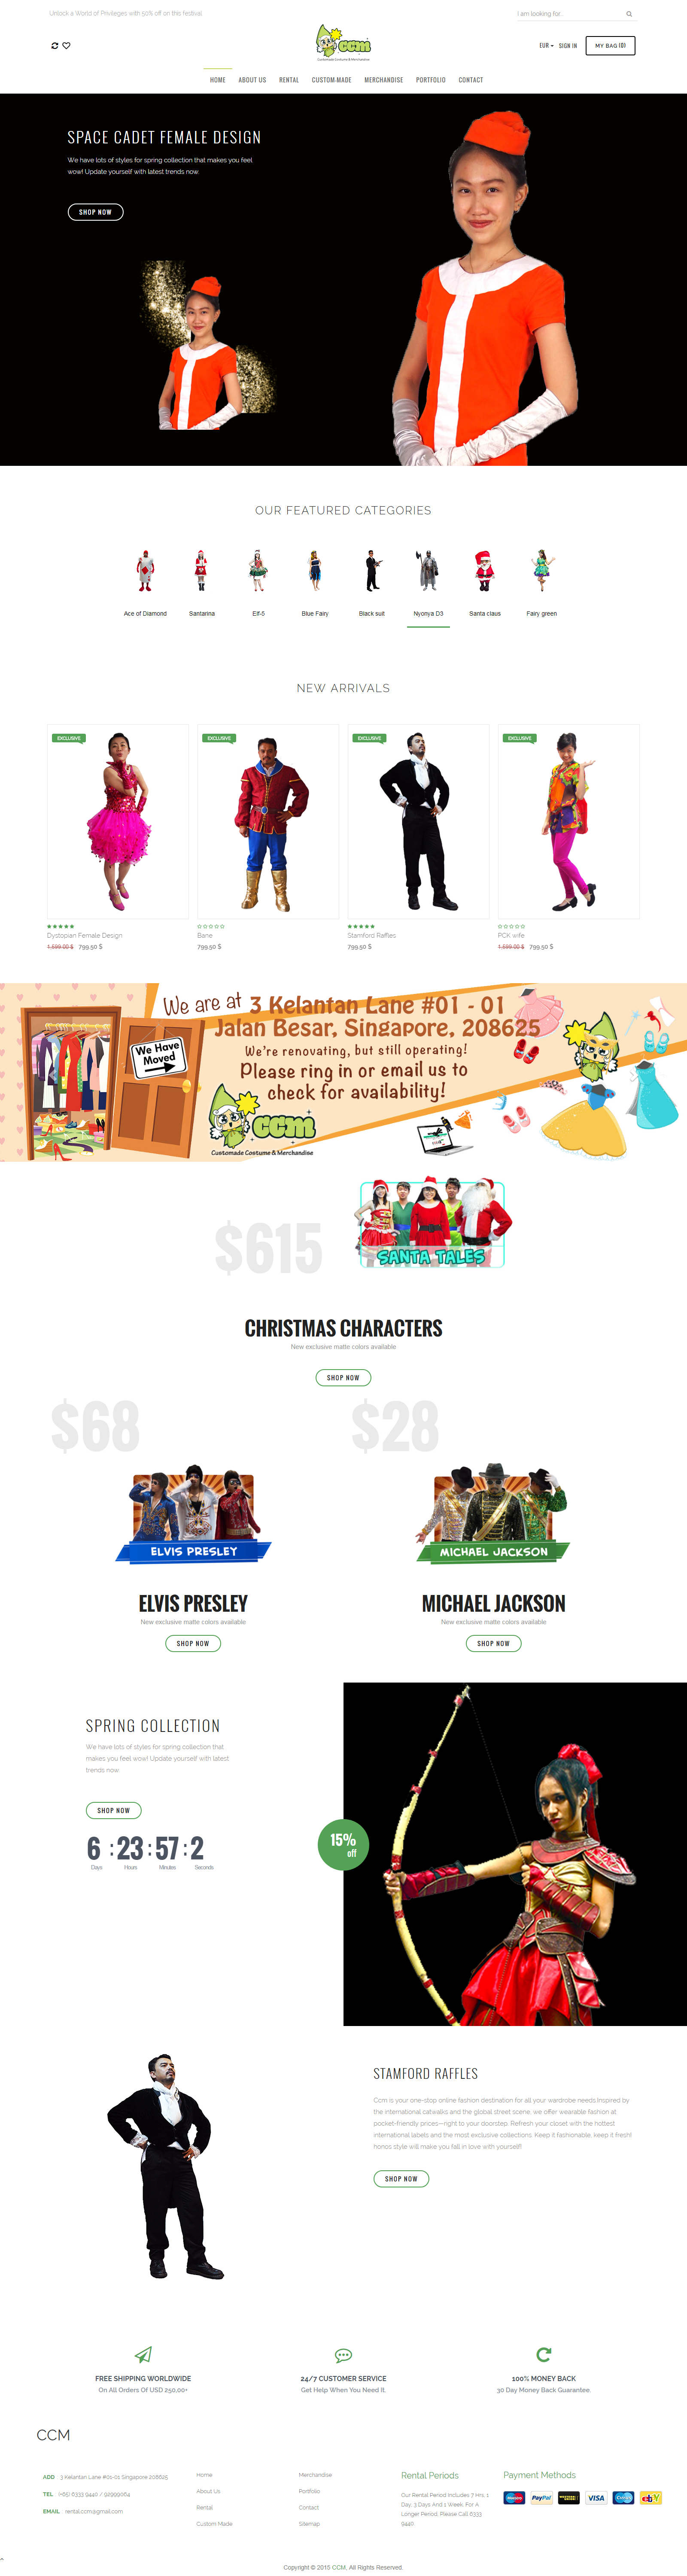 Unlock a World of Privileges with 50% off on this festival
I am looking for...
ccm
Customade Costume & Merchandise
EUR
SIGN IN
MY BAG (0)
HOME ABOUT US RENTAL CUSTOM-MADE MERCHANDISE PORTFOLIO CONTACT
SPACE CADET FEMALE DESIGN
We have lots of styles for spring collection that makes you feel
wow! Update yourself with latest trends now.
SHOP NOW
OUR FEATURED CATEGORIES
Ace of Diamond Santarina Elf-5 Blue Fairy Black suit Nyonya D3 Santa claus Fairy green
NEW ARRIVALS
EXCLUSIVE EXCLUSIVE EXCLUSIVE EXCLUSIVE
Dystopian Female Design Bane Stamford Raffles PCK wife
1,599.00 $ 799.50 $ 799.50 $ 799.50 $ 1,599.00 $ 799.50 $
We are at 3 Kelantan Lane #01 - 01
Jalan Besar, Singapore, 208625
We Have
Moved
We're renovating, but still operating!
Please ring in or email us to
check for availability!
ccm
Customade Costume & Merchandise
$615
SANTA TALES
CHRISTMAS CHARACTERS
New exclusive matte colors available
SHOP NOW
$68 $28
ELVIS PRESLEY MICHAEL JACKSON
ELVIS PRESLEY MICHAEL JACKSON
New exclusive matte colors available New exclusive matte colors available
SHOP NOW SHOP NOW
SPRING COLLECTION
We have lots of styles for spring collection that
makes you feel wow! Update yourself with latest
trends now.
SHOP NOW
6 : 23 : 57 : 2
Days Hours Minutes Seconds
15%
off
STAMFORD RAFFLES
Ccm is your one-stop online fashion destination for all your wardrobe needs.Inspired by
the international catwalks and the global street scene, we offer wearable fashion at
pocket-friendly prices—right to your doorstep. Refresh your closet with the hottest
international labels and the most exclusive collections. Keep it fashionable, keep it fresh!
honos style will make you fall in love with yourself!
SHOP NOW
FREE SHIPPING WORLDWIDE 24/7 CUSTOMER SERVICE 100% MONEY BACK
On All Orders Of USD 250.00+ Get Help When You Need It. 30 Day Money Back Guarantee.
CCM
ADD 3 Kelantan Lane #01-01 Singapore 208625
TEL (+65) 6333 9440 / 92999064
EMAIL rental.ccm@gmail.com
Home
About Us
Rental
Custom Made
Merchandise
Portfolio
Contact
Sitemap
Rental Periods
Our Rental Period Includes 7 Hrs, 1
Day, 3 Days And 1 Week. For A
Longer Period, Please Call 6333
9440
Payment Methods
Maestro PayPal WESTERN UNION VISA Cirrus ebay
Copyright © 2015 CCM, All Rights Reserved.